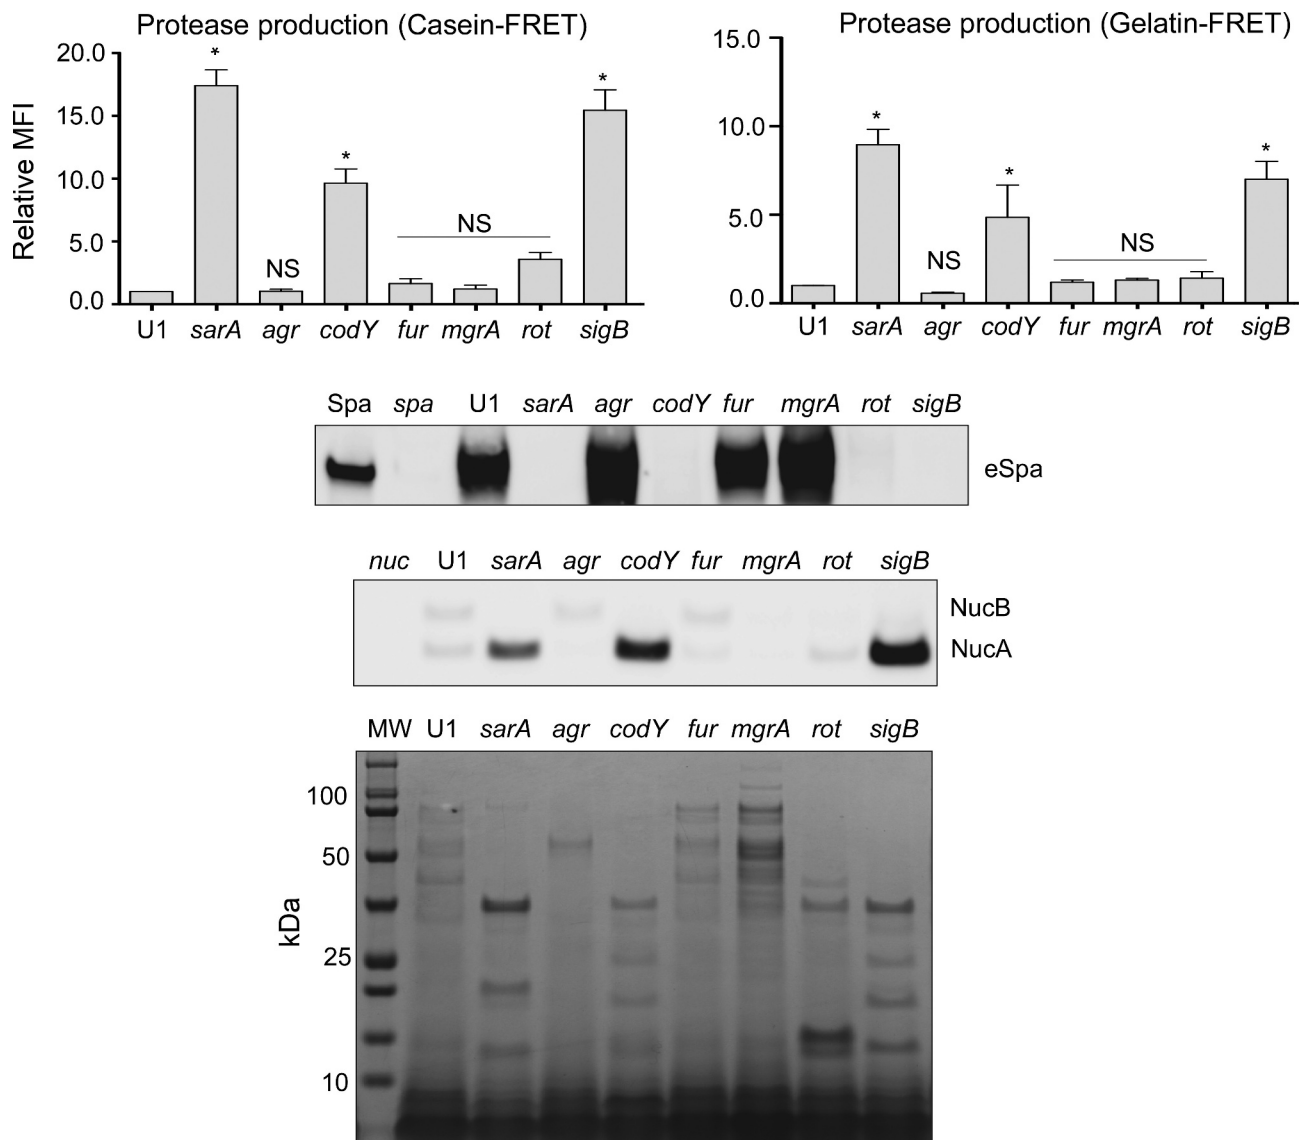 Protease production (Casein-FRET)
Relative MFI
20.0
15.0
10.0
5.0
0.0
*
NS
*
NS
*
U1 sarA agr codY fur mgrA rot sigB
Protease production (Gelatin-FRET)
15.0
10.0
5.0
0.0
*
NS
*
NS
*
U1 sarA agr codY fur mgrA rot sigB
Spa spa U1 sarA agr codY fur mgrA rot sigB
eSpa
nuc U1 sarA agr codY fur mgrA rot sigB
NucB
NucA
MW U1 sarA agr codY fur mgrA rot sigB
kDa
100
50
25
10